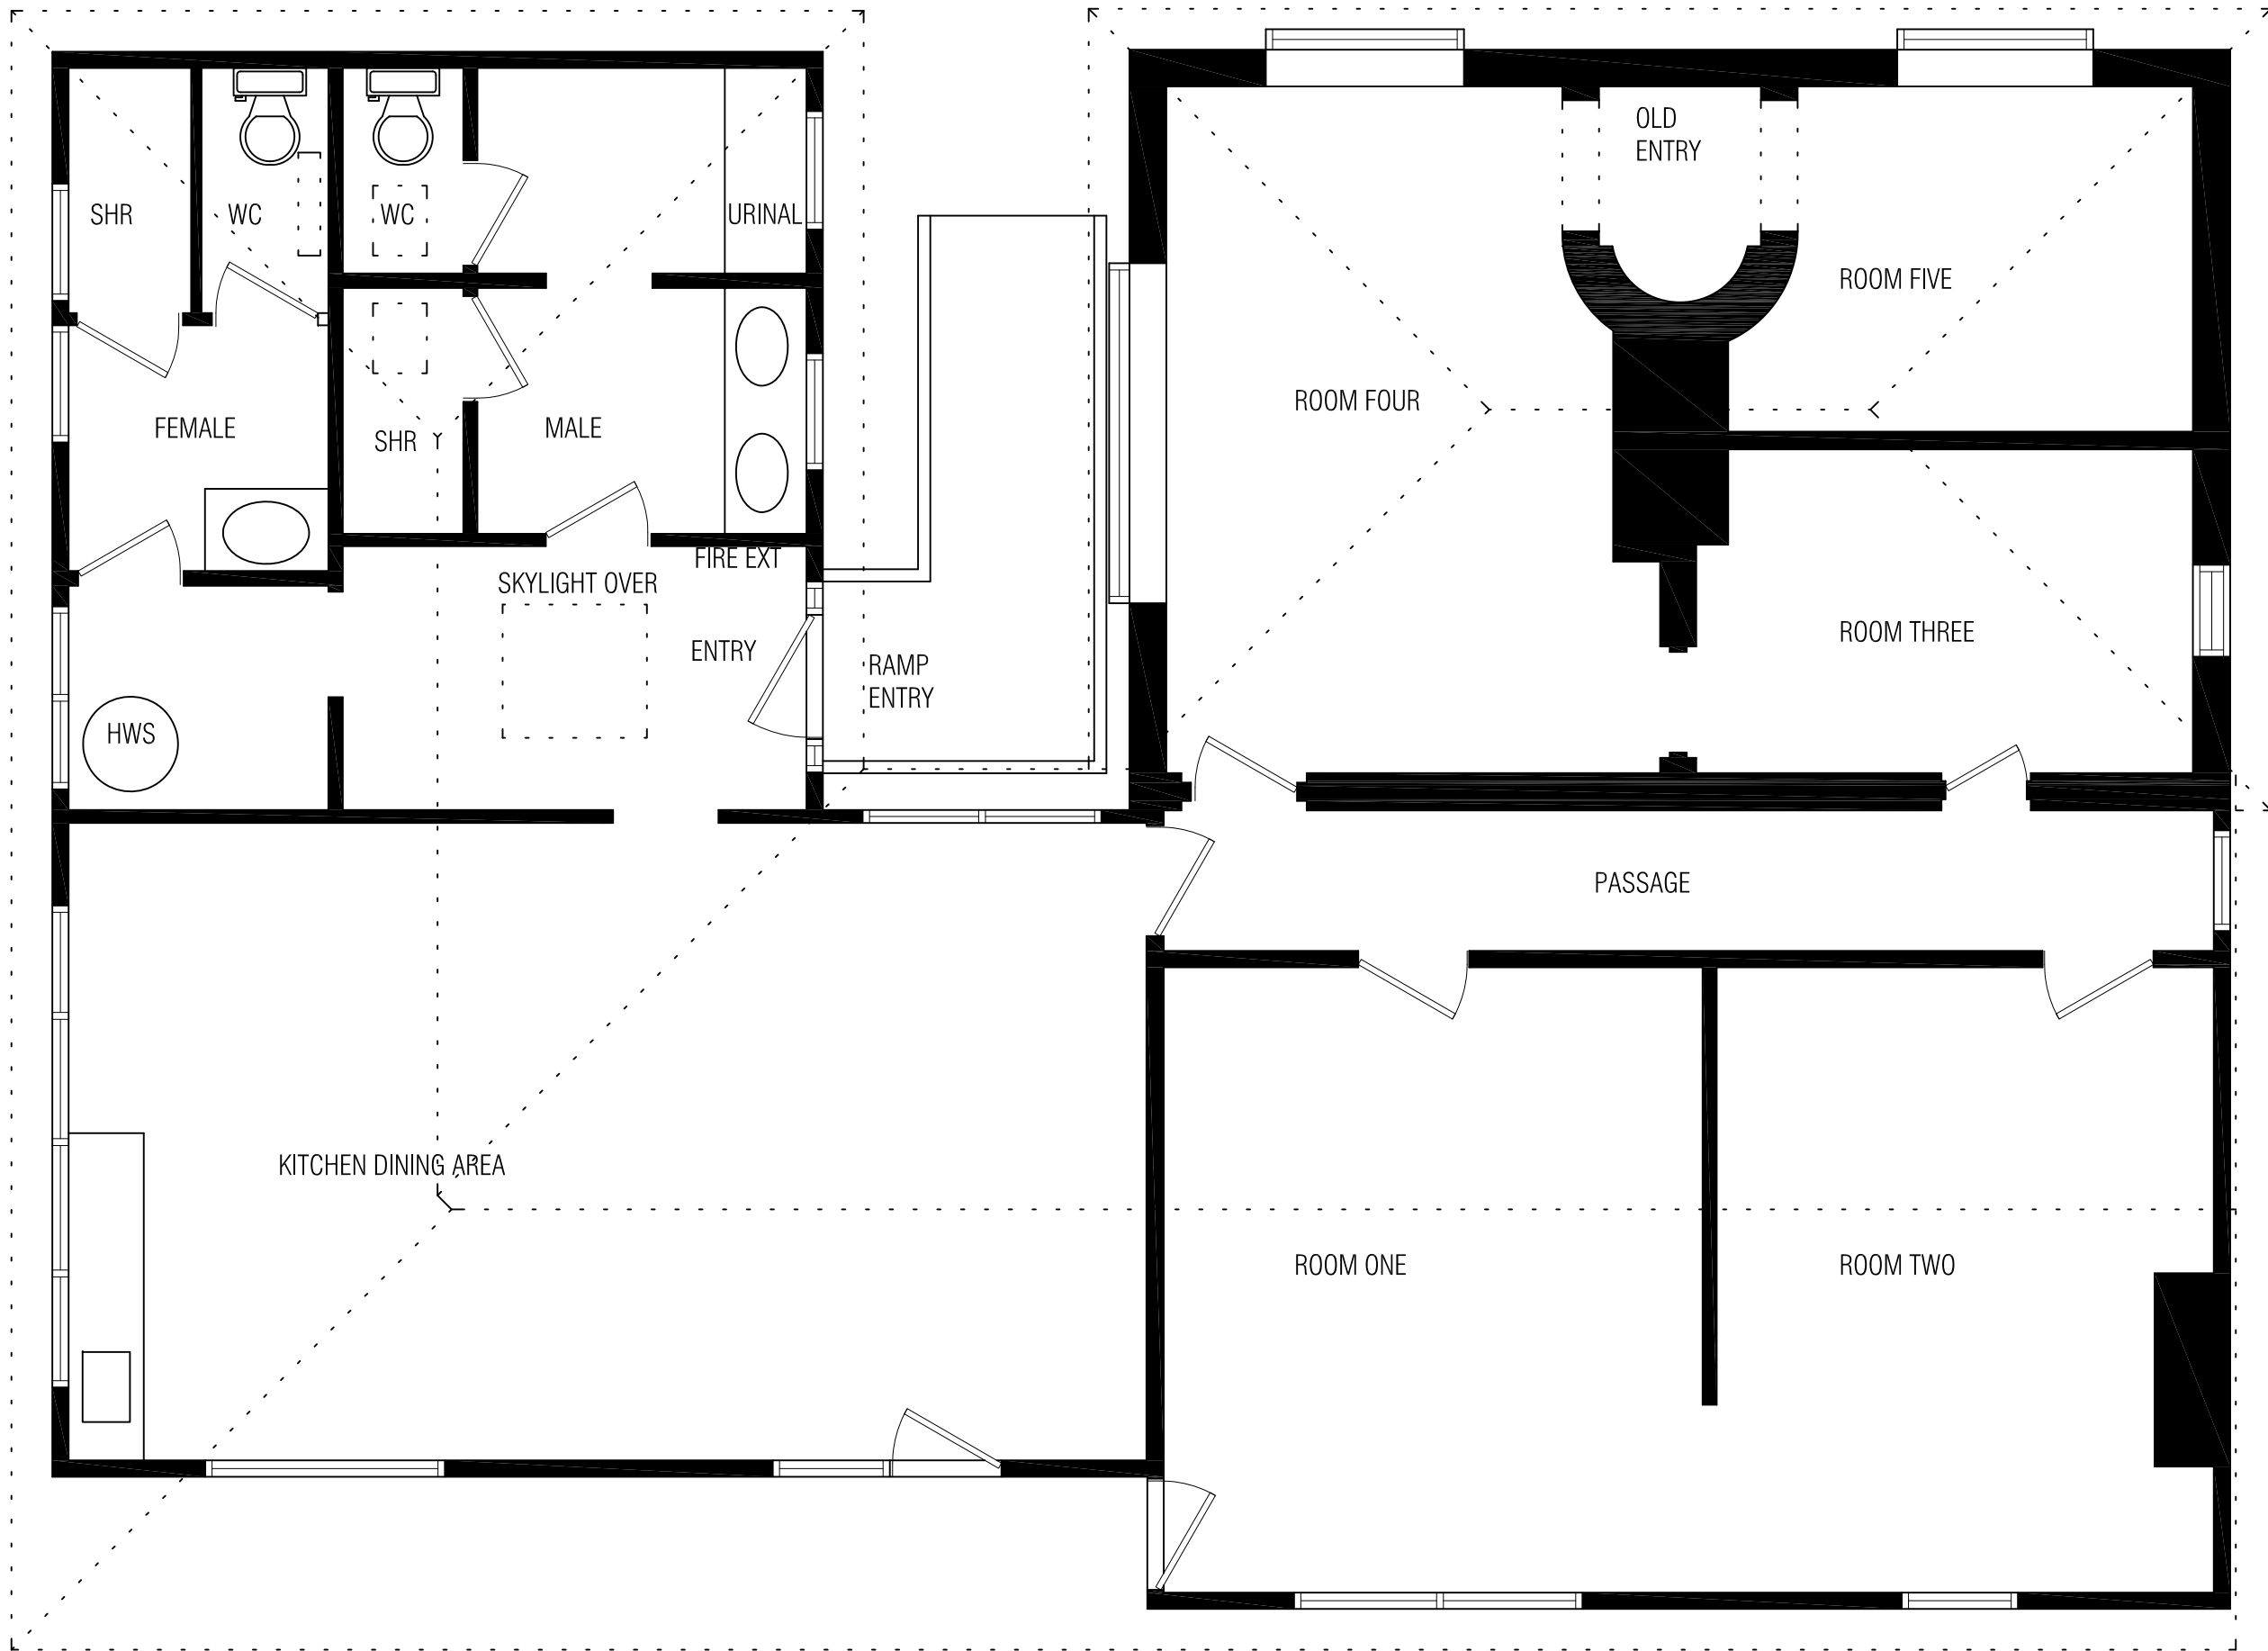 OLD
ENTRY
SHR
WC
WC
URINAL
ROOM FIVE
ROOM FOUR
FEMALE
SHR
MALE
FIRE EXT
SKYLIGHT OVER
ENTRY
RAMP
ENTRY
ROOM THREE
HWS
PASSAGE
KITCHEN DINING AREA
ROOM ONE
ROOM TWO